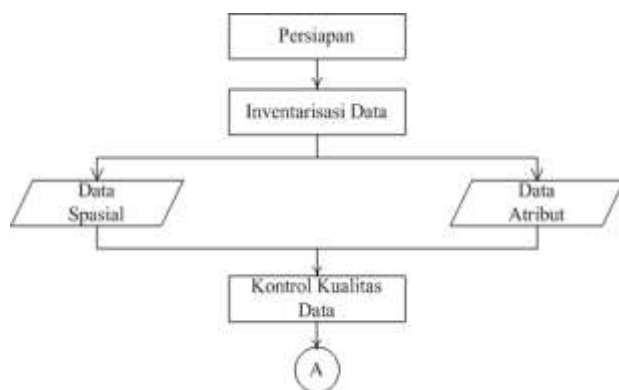 Persiapan
Inventarisasi Data
Data
Spasial
Data
Atribut
Kontrol Kualitas
Data
A